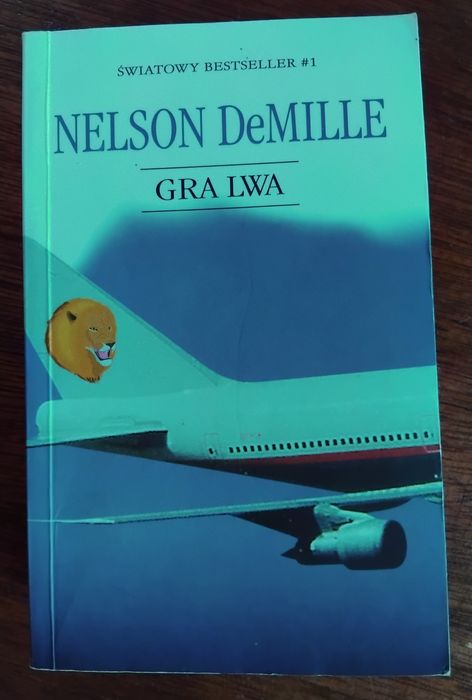 ŚWIATOWY BESTSELLER #1
NELSON DeMILLE
GRA LWA